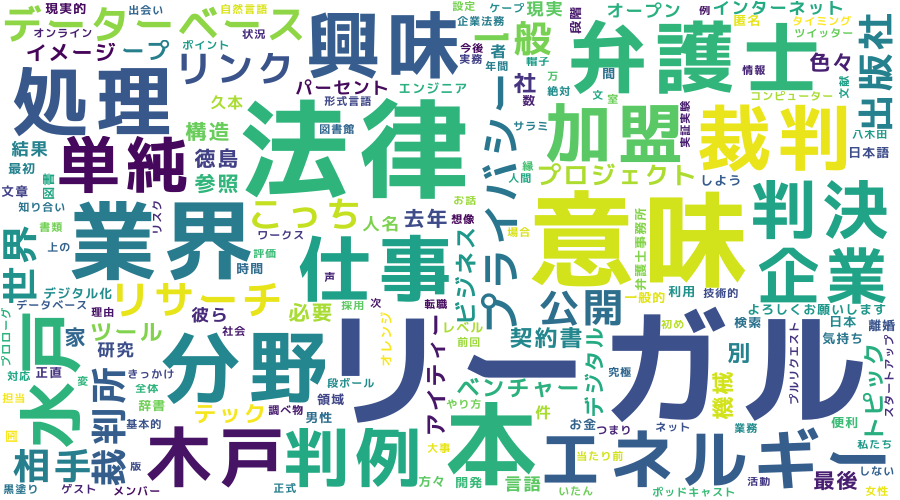 データーベース
現実的
出会い
自然言語
オンライン
ポイント
状況
イメージ
ープ
リンク
処理
興味
設定
ケープ
企業法務
今後
実務
年間
者
一般
帽子
現実
段階
オープン
インターネット
匿名
タイミング
ツイッター
例
弁護士
色々
出版社
情報
文献
コンピューター
間
万
絶対
文
室
パーセント
エンジニア
形式言語
久本
社
数
単純
構造
図書館
結果
最初
図書
文章
徳島
参照
知り合い
法律
プライバシー
サラミ
縁
人間
加盟
実証実験
裁判
八木田
日本語
プロジェクト
しよう
業界
リスク
書類
上の
こっち
ワークス
人名
去年
お話
想像
意味
場合
弁護士事務所
判決
企業
世界
時間
評価
仕事
ビジネス
デジタル化
データベース
理由
リサーチ
彼ら
声
必要
採用
次
転職
公開
一般的
利用
技術的
よろしくお願いします
プロローグ
水戸
家
ツール
研究
社会
分野
リーガル
オレンジ
アイティー
レベル
前回
契約書
初め
検索
日本
離婚
別
気持ち
対応
正直
きっかけ
全体
辞書
基本的
担当
変
裁判所
段ボール
テック
調べ物
領域
男性
ベンチャー
デジタル
究極
機械
プルリクエスト
トピック
スタートアップ
やり方
件
お金
つまり
ネット
業務
便利
私たち
図
相手
版
木戸
判例
本
大事
エネルギー
当たり前
しない
黒塗り
ゲスト
メンバー
正式
方々
開発
言語
いたん
ポッドキャスト
活動
最後
女性